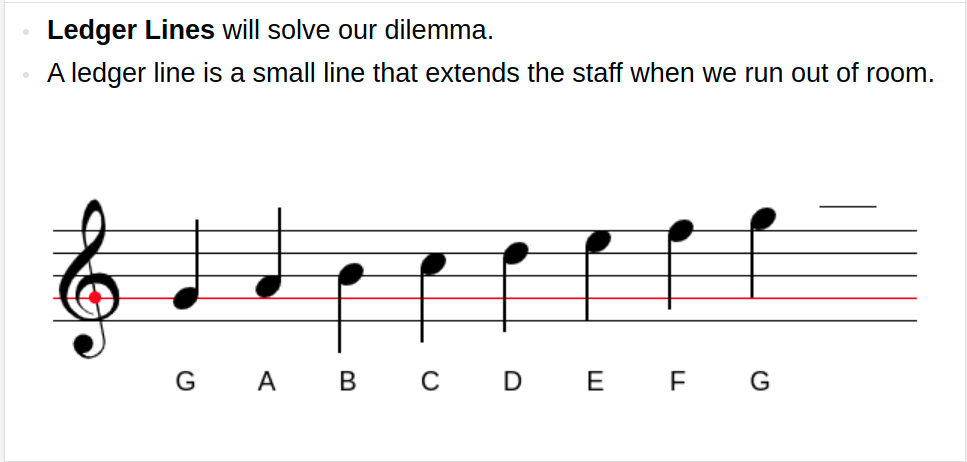 Ledger Lines will solve our dilemma.
A ledger line is a small line that extends the staff when we run out of room.
G A B C D E F G